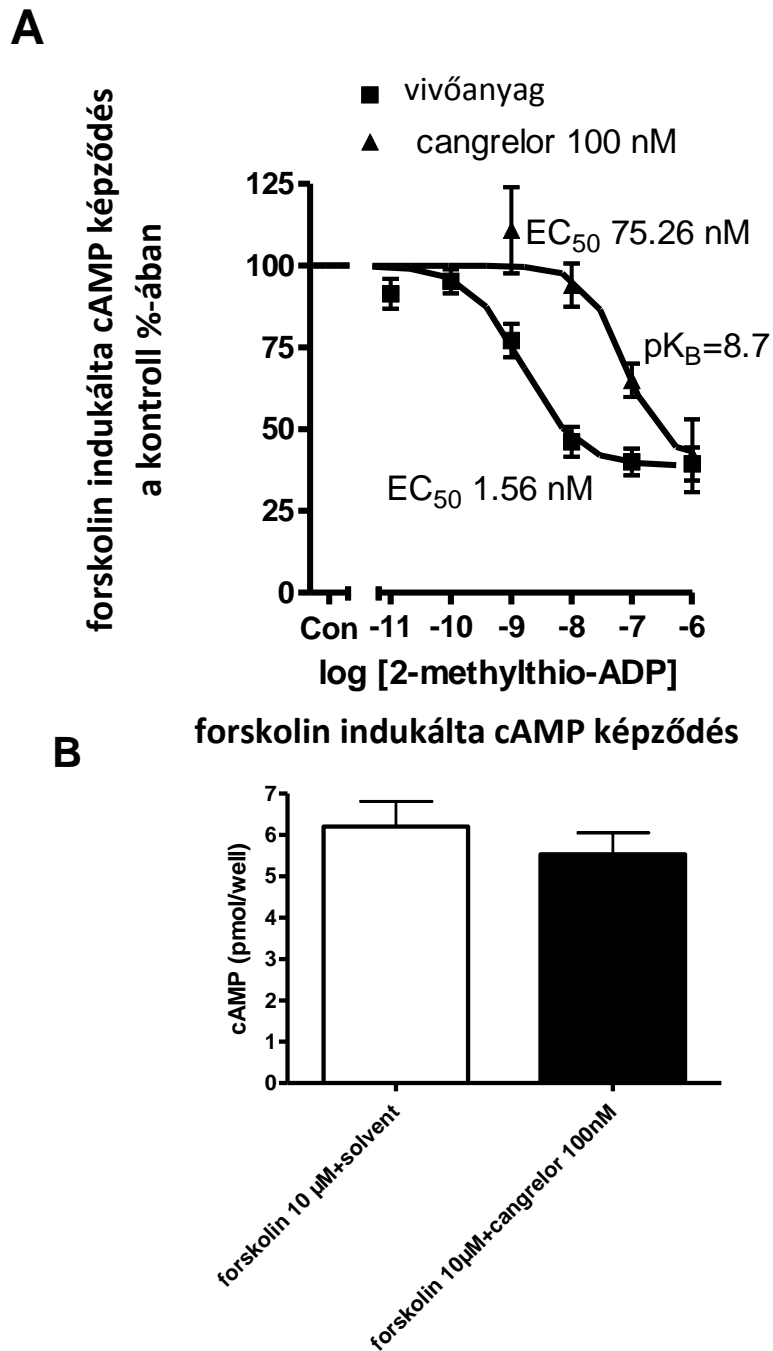 A
vivőanyag
cangrelor 100 nM
forskolin indukálta cAMP képződés
a kontroll %-ában
125
100
75
50
25
0
EC50 75.26 nM
pKB=8.7
EC50 1.56 nM
Con -11 -10 -9 -8 -7 -6
log [2-methylthio-ADP]
B
forskolin indukálta cAMP képződés
cAMP (pmol/well)
7
6
5
4
3
2
1
0
forskolin 10 µM+solvent
forskolin 10µM+cangrelor 100nM